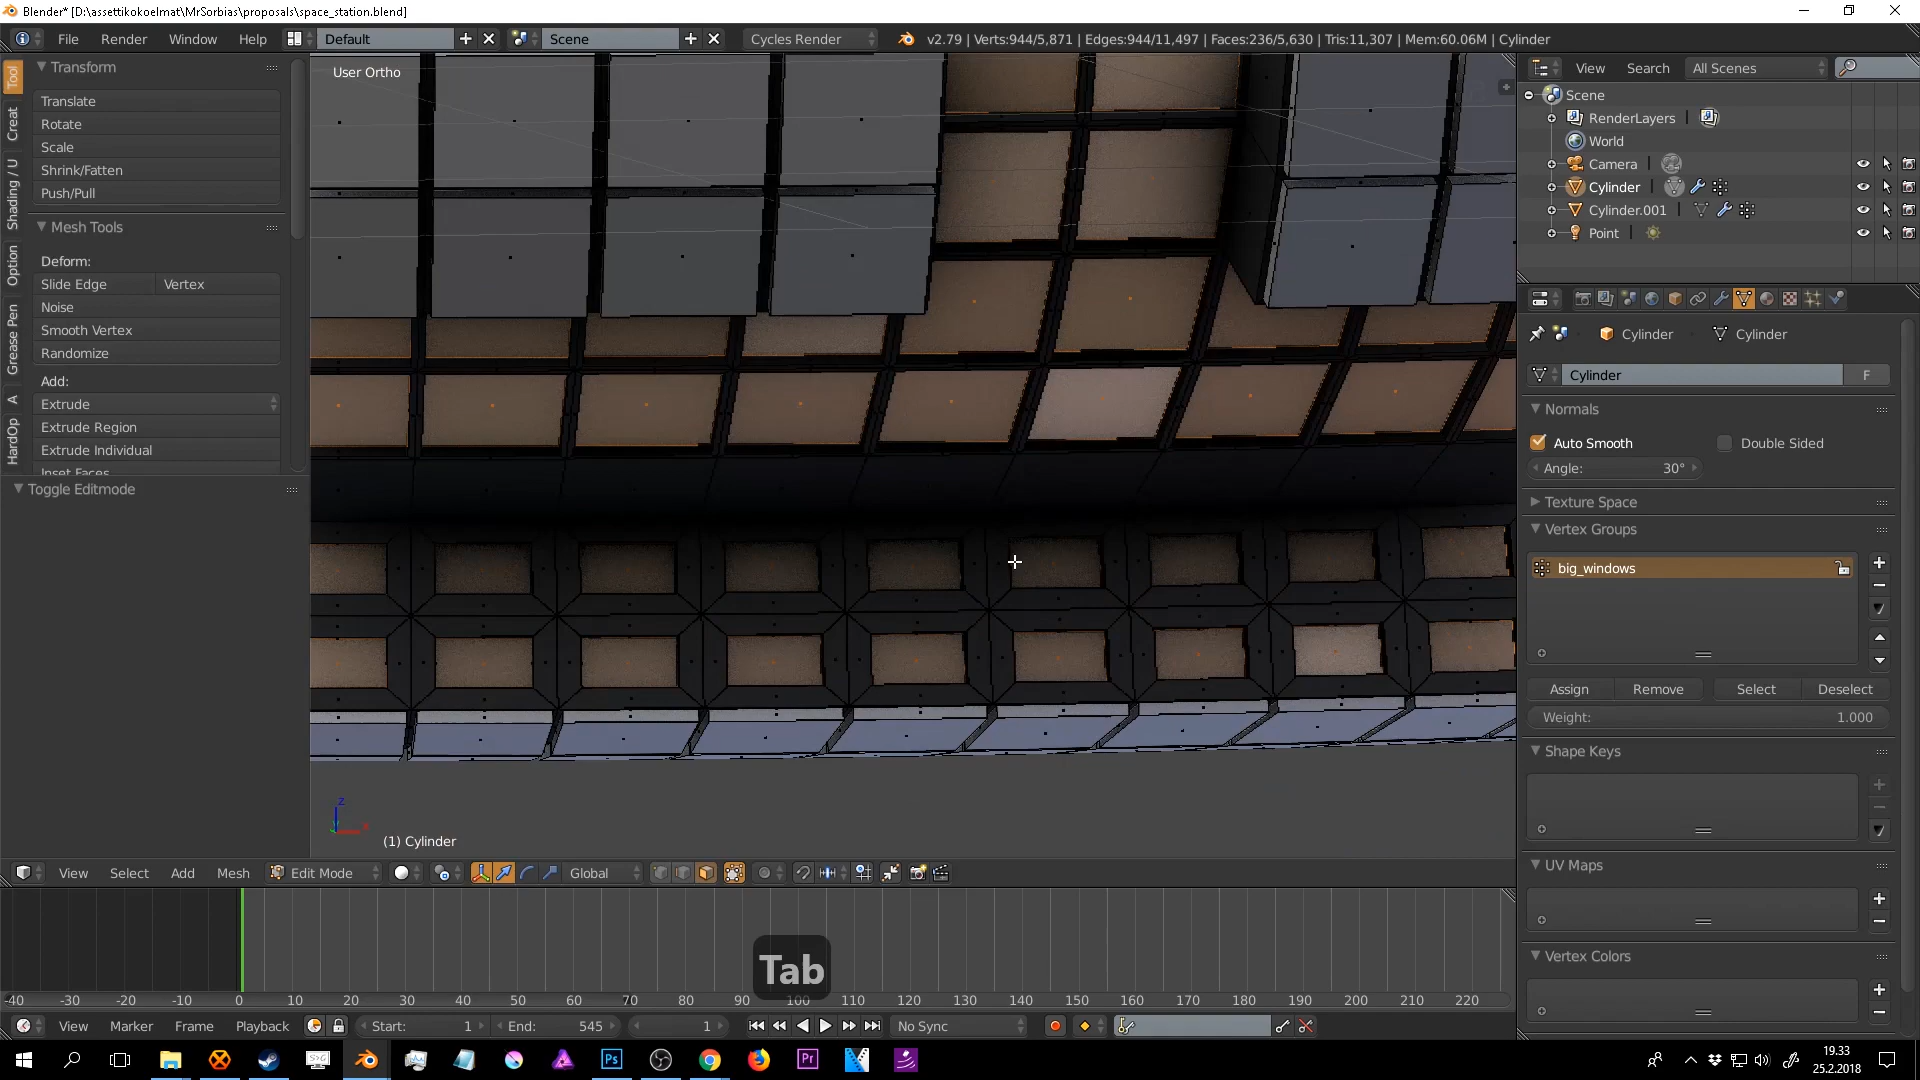 Blender* [D:\assettikokoelmat\MrSorbias\proposals\space_station.blend]
File Render Window Help Default Scene Cycles Render v2.79 | Verts:944/5,871 | Edges:944/11,497 | Faces:236/5,630 | Tris:11,307 | Mem:60.06M | Cylinder
Tool
Creat
Shading / U
Option
Grease Pen
A
HardOp
Transform
Translate
Rotate
Scale
Shrink/Fatten
Push/Pull
Mesh Tools
Deform:
Slide Edge Vertex
Noise
Smooth Vertex
Randomize
Add:
Extrude
Extrude Region
Extrude Individual
Inset Faces
Toggle Editmode
User Ortho
z
x
(1) Cylinder
View Select Add Mesh Edit Mode Global
View Search All Scenes
Scene
RenderLayers
World
Camera
Cylinder
Cylinder.001
Point
Cylinder Cylinder
Cylinder F
Normals
Auto Smooth Double Sided
Angle: 30°
Texture Space
Vertex Groups
big_windows
Assign Remove Select Deselect
Weight: 1.000
Shape Keys
UV Maps
Vertex Colors
Tab
-40 -30 -20 -10 0 10 20 30 40 50 60 70 80 90 100 110 120 130 140 150 160 170 180 190 200 210 220
View Marker Frame Playback Start: 1 End: 545 1 No Sync
Ps
Pr
19.33
25.2.2018